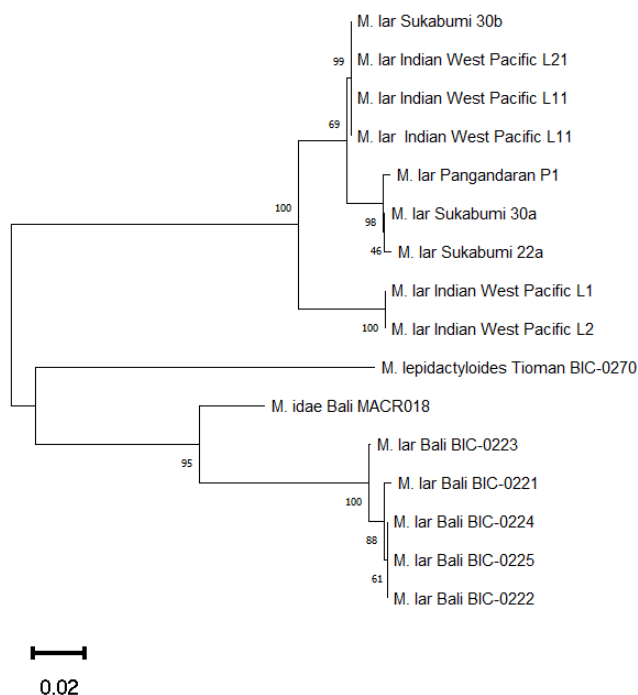 M. lar Sukabumi 30b
99
M. lar Indian West Pacific L21
M. lar Indian West Pacific L11
69
M. lar Indian West Pacific L11
M. lar Pangandaran P1
100
98
M. lar Sukabumi 30a
46
M. lar Sukabumi 22a
M. lar Indian West Pacific L1
100
M. lar Indian West Pacific L2
M. lepidactyloides Tioman BIC-0270
M. idae Bali MACR018
95
M. lar Bali BIC-0223
100
M. lar Bali BIC-0221
M. lar Bali BIC-0224
88
M. lar Bali BIC-0225
61
M. lar Bali BIC-0222
0.02